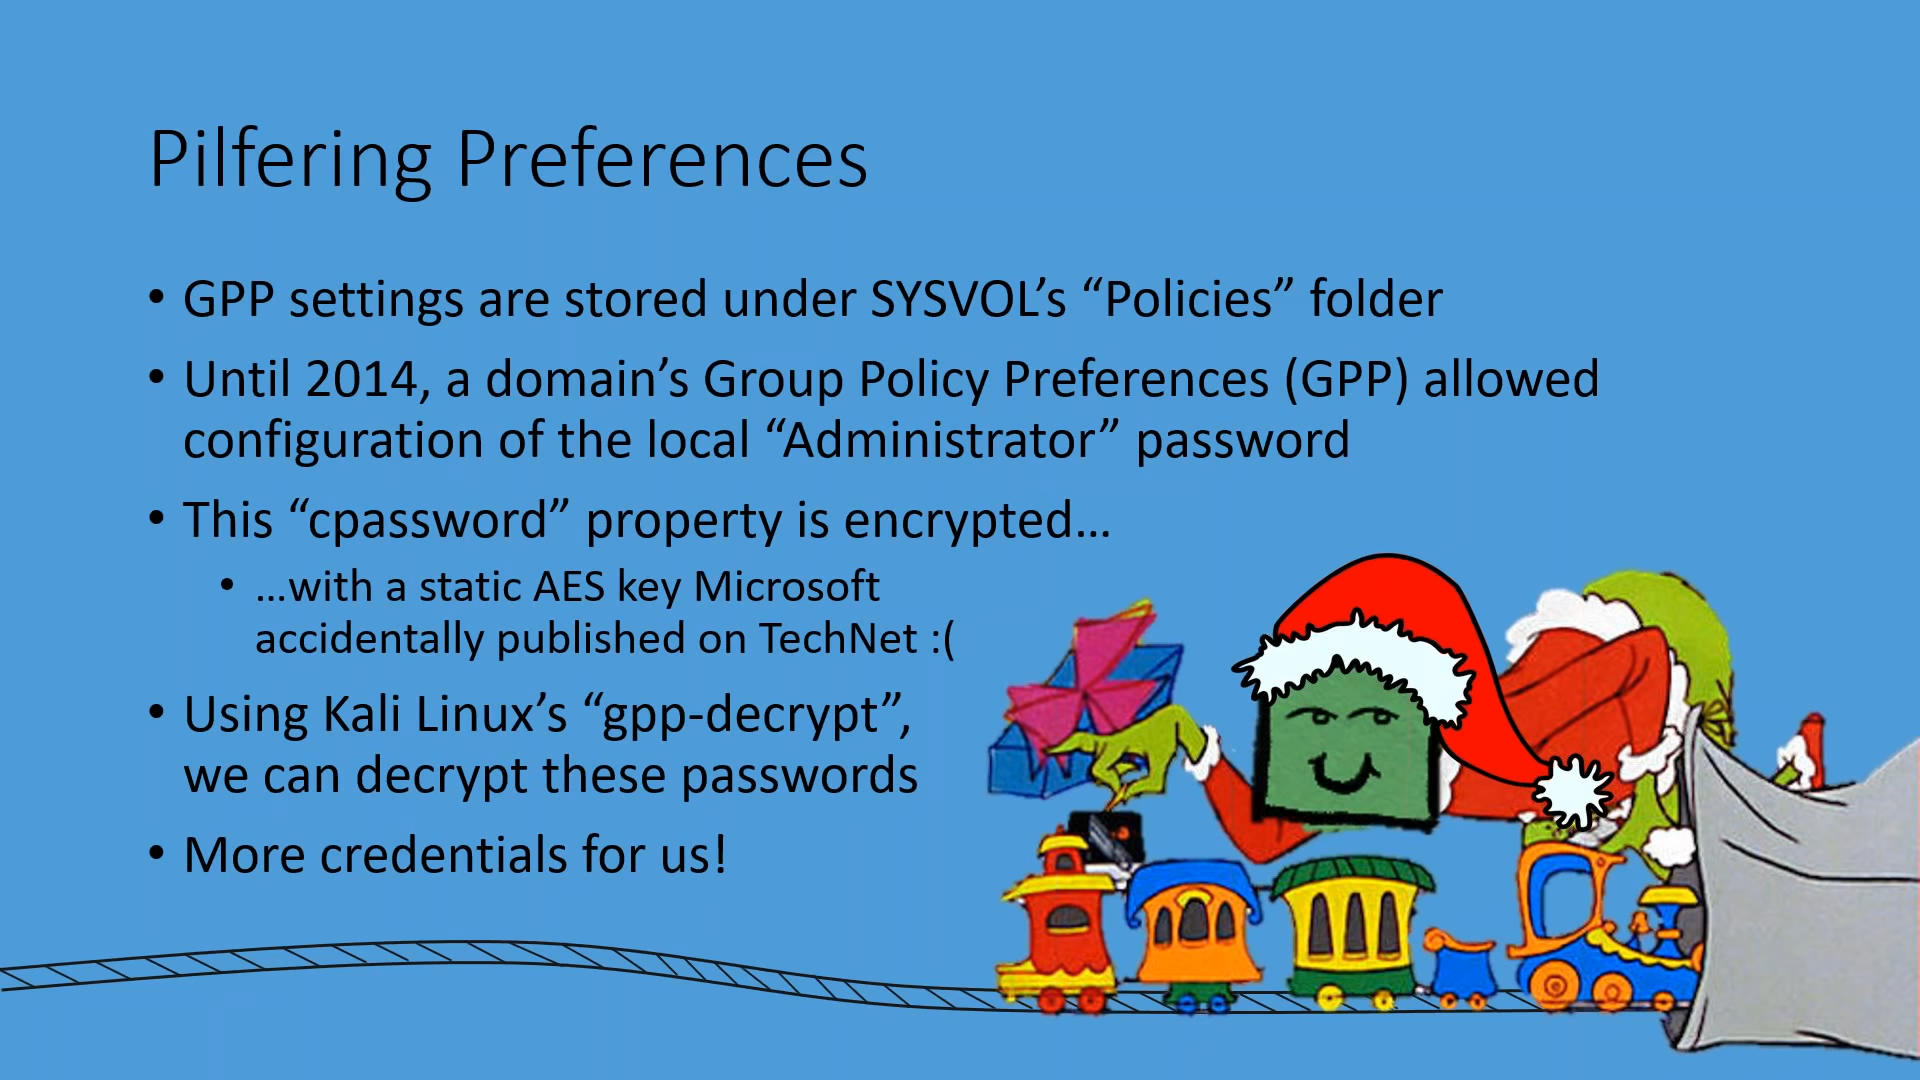 Pilfering Preferences
• GPP settings are stored under SYSVOL’s “Policies” folder
• Until 2014, a domain’s Group Policy Preferences (GPP) allowed
configuration of the local “Administrator” password
• This “cpassword” property is encrypted…
• …with a static AES key Microsoft
accidentally published on TechNet :(
• Using Kali Linux’s “gpp-decrypt”,
we can decrypt these passwords
• More credentials for us!